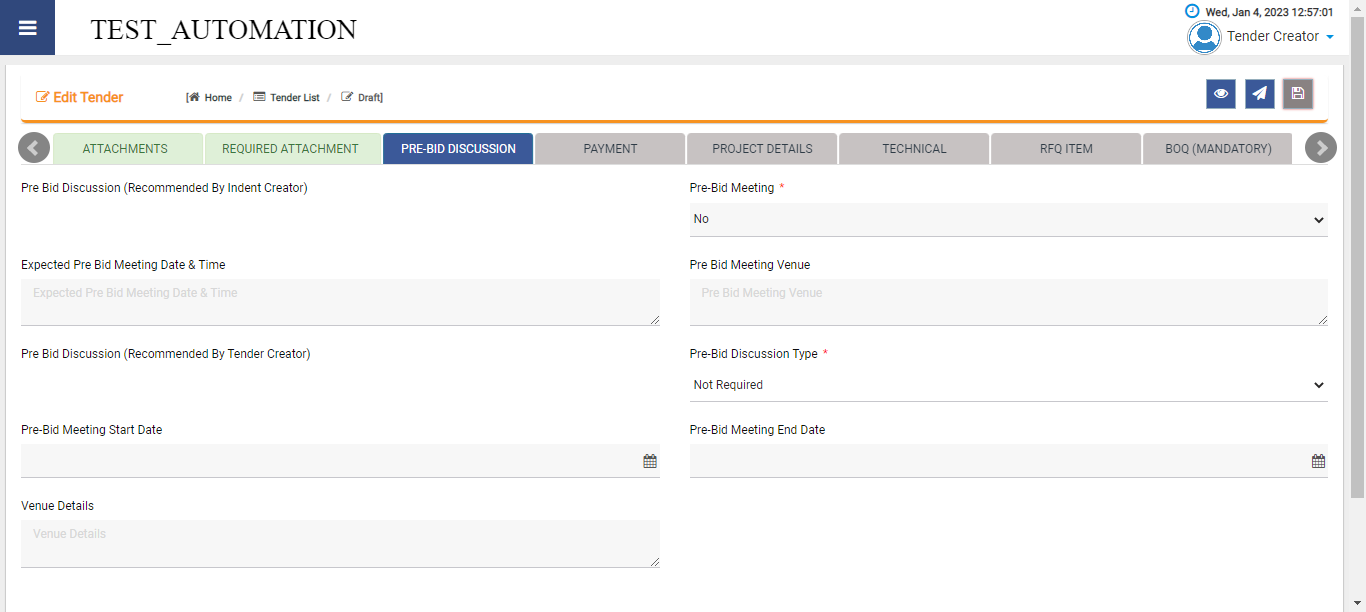 Wed, Jan 4, 2023 12:57:01
TEST_AUTOMATION
Tender Creator
Edit Tender
[ Home / Tender List / Draft]
ATTACHMENTS
REQUIRED ATTACHMENT
PRE-BID DISCUSSION
PAYMENT
PROJECT DETAILS
TECHNICAL
RFQ ITEM
BOQ (MANDATORY)
Pre Bid Discussion (Recommended By Indent Creator)
Pre-Bid Meeting *
No
Expected Pre Bid Meeting Date & Time
Expected Pre Bid Meeting Date & Time
Pre Bid Meeting Venue
Pre Bid Meeting Venue
Pre Bid Discussion (Recommended By Tender Creator)
Pre-Bid Discussion Type *
Not Required
Pre-Bid Meeting Start Date
Pre-Bid Meeting End Date
Venue Details
Venue Details